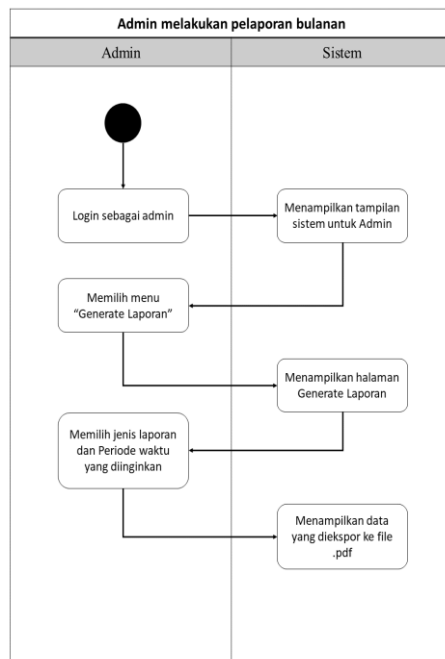 Admin melakukan pelaporan bulanan
Admin
Sistem
Login sebagai admin
Menampilkan tampilan
sistem untuk Admin
Memilih menu
“Generate Laporan”
Menampilkan halaman
Generate Laporan
Memilih jenis laporan
dan Periode waktu
yang diinginkan
Menampilkan data
yang diekspor ke file
.pdf